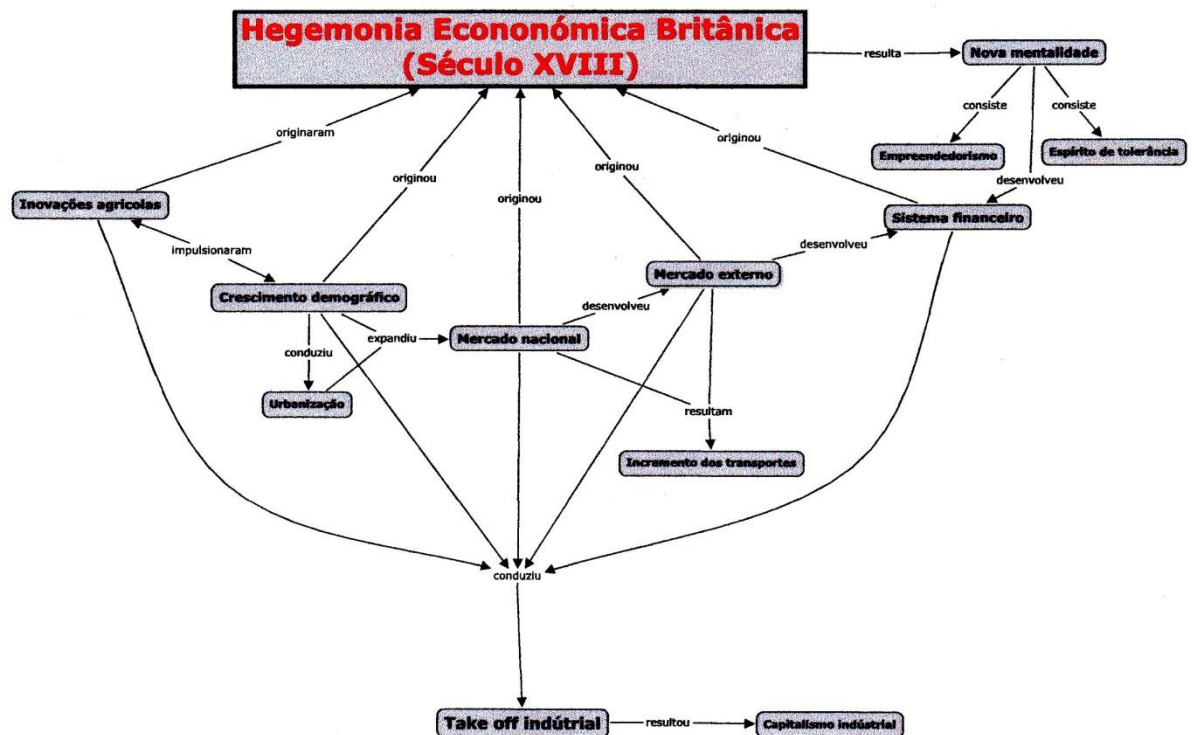 Hegemonia Econonómica Britânica
(Século XVIII)
resulta
Nova mentalidade
consiste
consiste
originaram
originou
Empreendedorismo
Espírito de tolerância
originou
originou
desenvolveu
originou
Inovações agricolas
Sistema financeiro
impulsionaram
desenvolveu
Mercado externo
Crescimento demográfico
desenvolveu
expandiu
Mercado nacional
conduziu
Urbanização
resultam
Incremento dos transportes
conduziu
Take off indútrial
resultou
Capitalismo indústrial